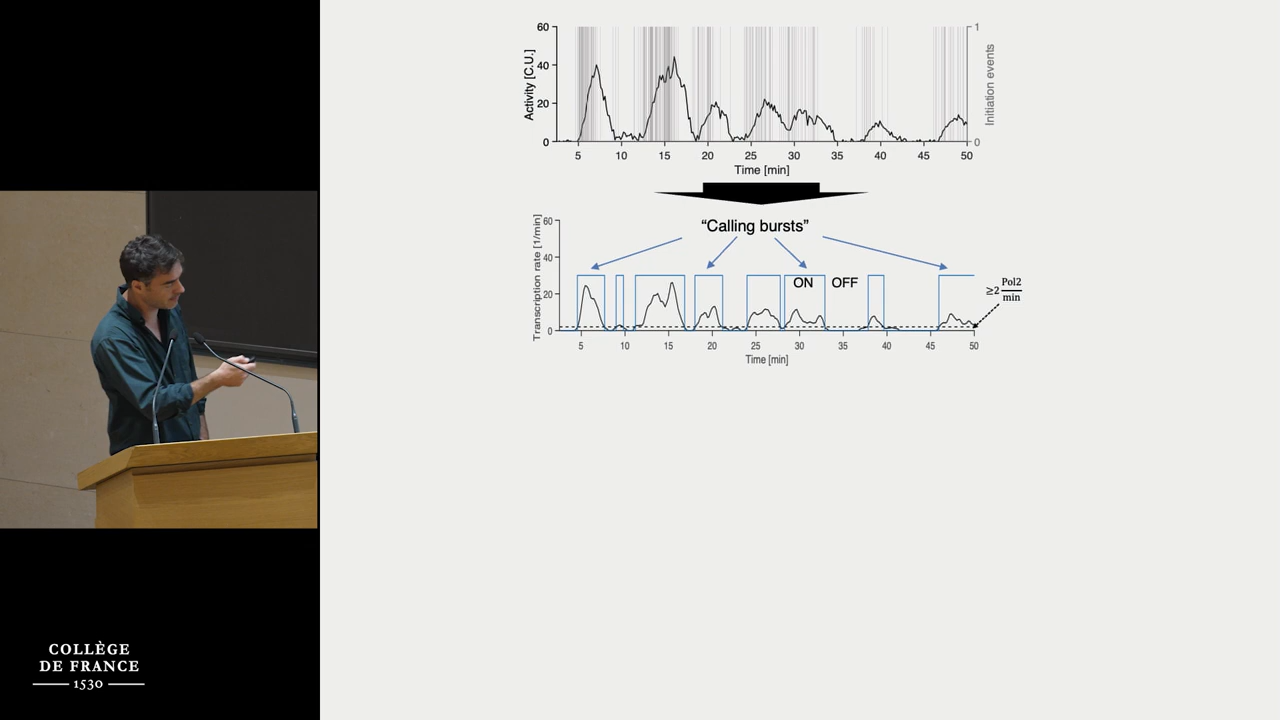 60
40
20
0
Activity [C.U.]
1
0
Initiation events
5 10 15 20 25 30 35 40 45 50
Time [min]
"Calling bursts"
60
40
20
0
Transcription rate [1/min]
ON OFF
≥2 Pol2/min
5 10 15 20 25 30 35 40 45 50
Time [min]
COLLÈGE
DE FRANCE
1530